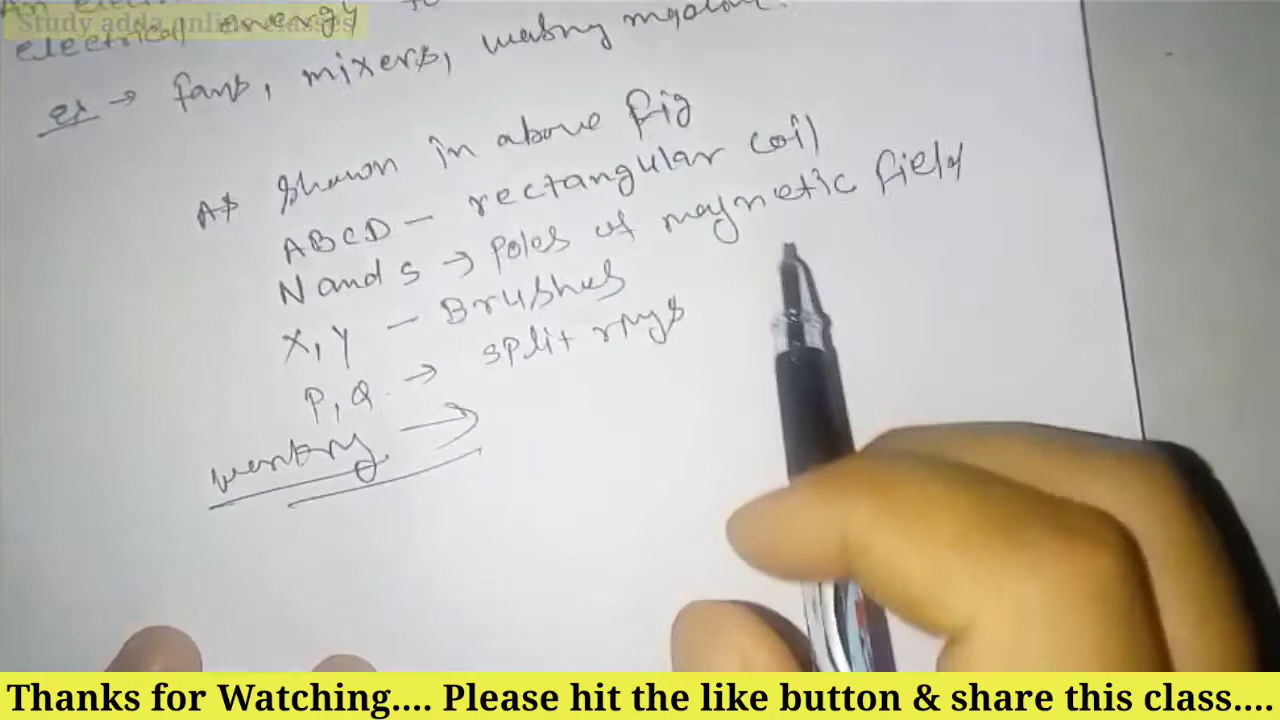 Study adda online classes
electrical energy to
ex → fans, mixers, washing
As shown in above fig
ABCD – rectangular coil
N and S → Poles of magnetic field
X, Y – Brushes
P, Q → split rings
working →
Thanks for Watching.... Please hit the like button & share this class....